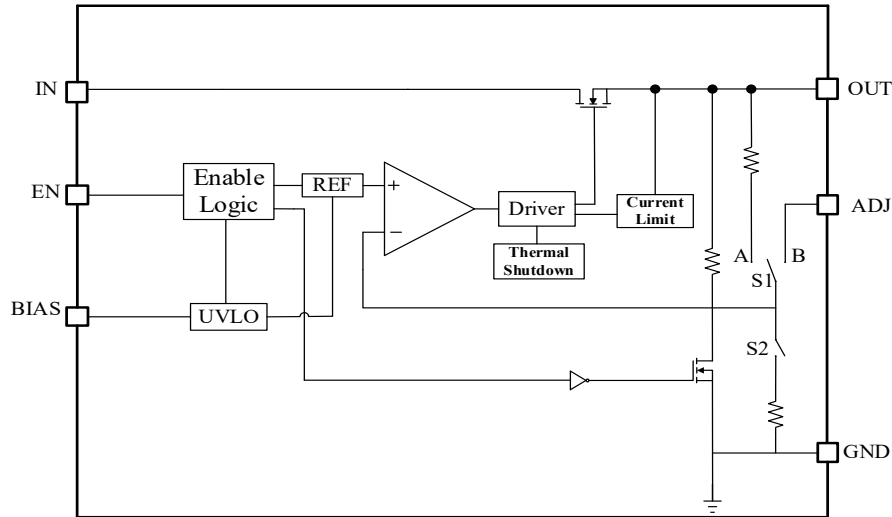 IN
OUT
EN
Enable
Logic
REF
+
−
Driver
Current
Limit
Thermal
Shutdown
ADJ
A
B
S1
BIAS
UVLO
S2
GND